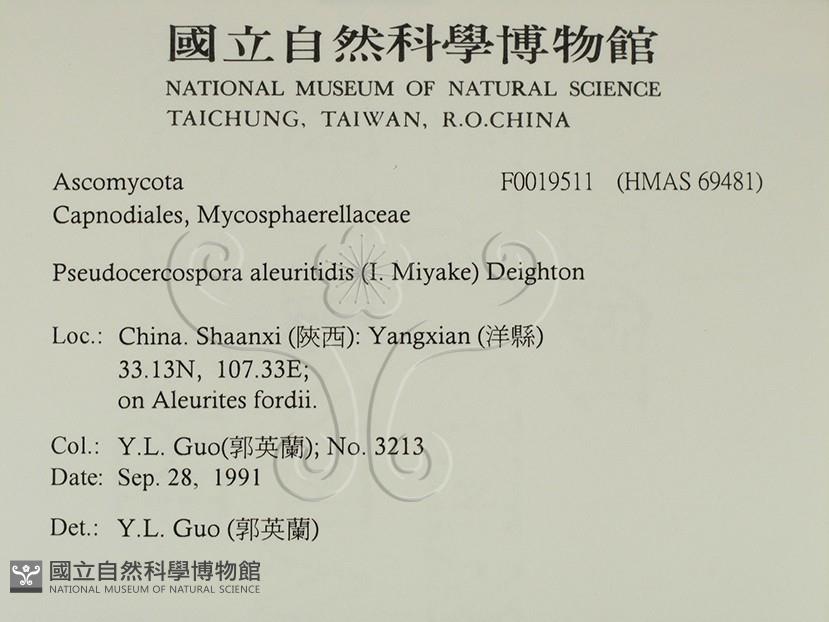 國立自然科學博物館
NATIONAL MUSEUM OF NATURAL SCIENCE
TAICHUNG, TAIWAN, R.O.CHINA
Ascomycota F0019511 (HMAS 69481)
Capnodiales, Mycosphaerellaceae
Pseudocercospora aleuritidis (I. Miyake) Deighton
Loc.: China. Shaanxi (陝西): Yangxian (洋縣)
33.13N, 107.33E;
on Aleurites fordii.
Col.: Y.L. Guo(郭英蘭); No. 3213
Date: Sep. 28, 1991
Det.: Y.L. Guo (郭英蘭)
國立自然科學博物館
NATIONAL MUSEUM OF NATURAL SCIENCE